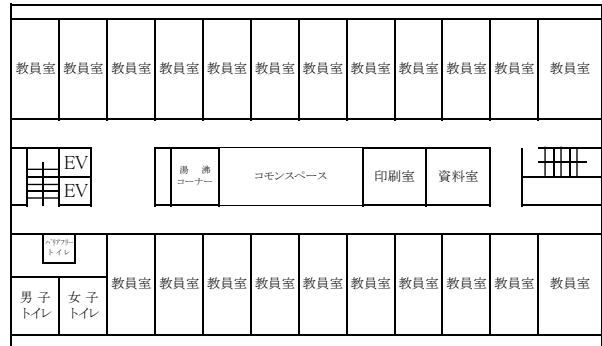 教員室 教員室 教員室 教員室 教員室 教員室 教員室 教員室 教員室 教員室 教員室 教員室
EV
EV
湯 沸
コーナー
コモンスペース
印刷室
資料室
バリアフリー
トイレ
男 子
トイレ
女 子
トイレ
教員室 教員室 教員室 教員室 教員室 教員室 教員室 教員室 教員室 教員室